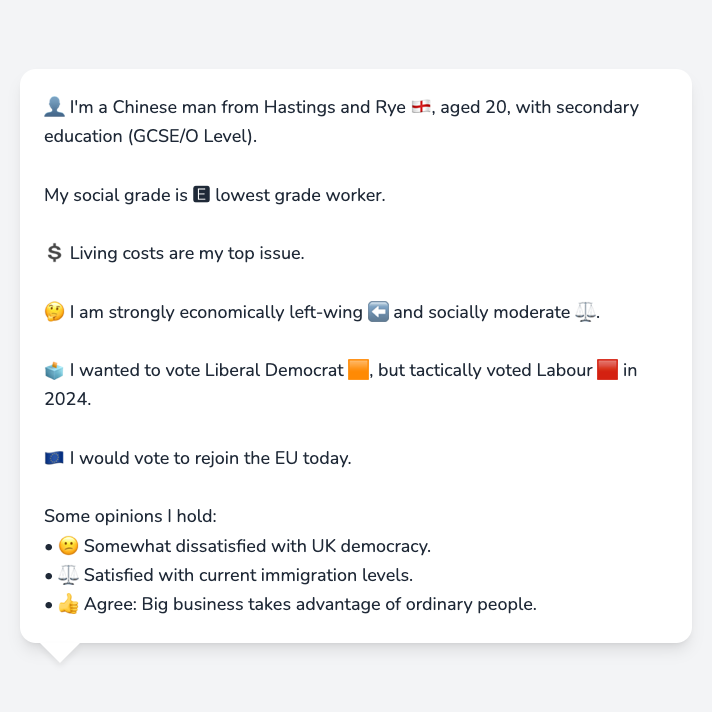 👤 I'm a Chinese man from Hastings and Rye 🏴󠁧󠁢󠁥󠁮󠁧󠁿, aged 20, with secondary
education (GCSE/O Level).
My social grade is 🅴 lowest grade worker.
💲 Living costs are my top issue.
🤔 I am strongly economically left-wing ⬅️ and socially moderate ⚖️.
🗳️ I wanted to vote Liberal Democrat 🟧, but tactically voted Labour 🟥 in
2024.
🇪🇺 I would vote to rejoin the EU today.
Some opinions I hold:
• 😕 Somewhat dissatisfied with UK democracy.
• ⚖️ Satisfied with current immigration levels.
• 👍 Agree: Big business takes advantage of ordinary people.